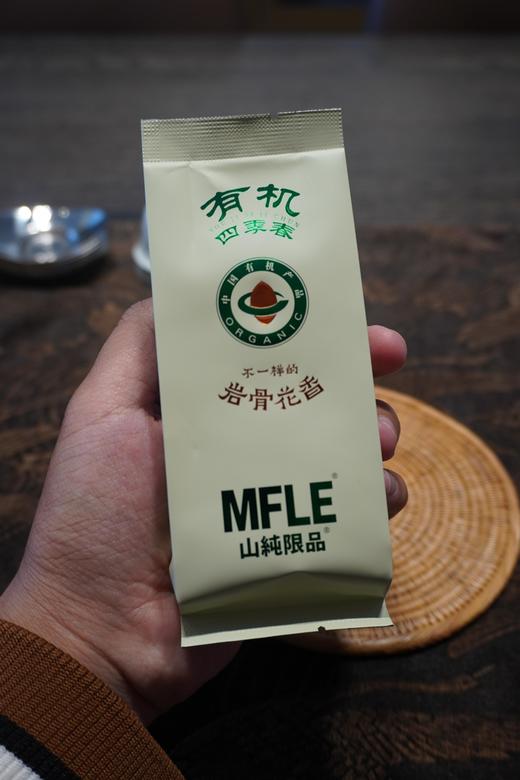 有机
四季春
中国有机产品
ORGANIC
不一样的
岩骨花香
MFLE®
山純限品®